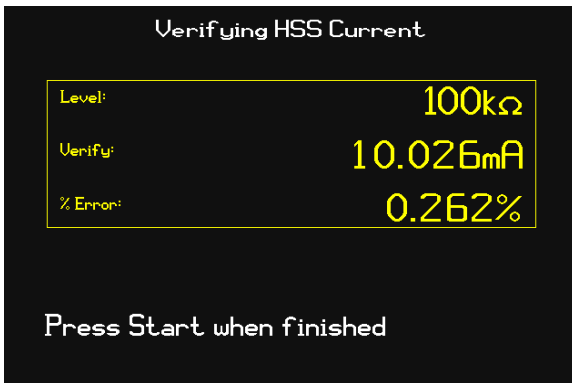 Verifying HSS Current
Level: 100kΩ
Verify: 10.026mA
% Error: 0.262%
Press Start when finished